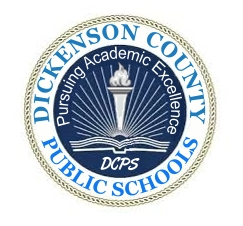 DICKENSON COUNTY
Pursuing Academic Excellence
DCPS
PUBLIC SCHOOLS